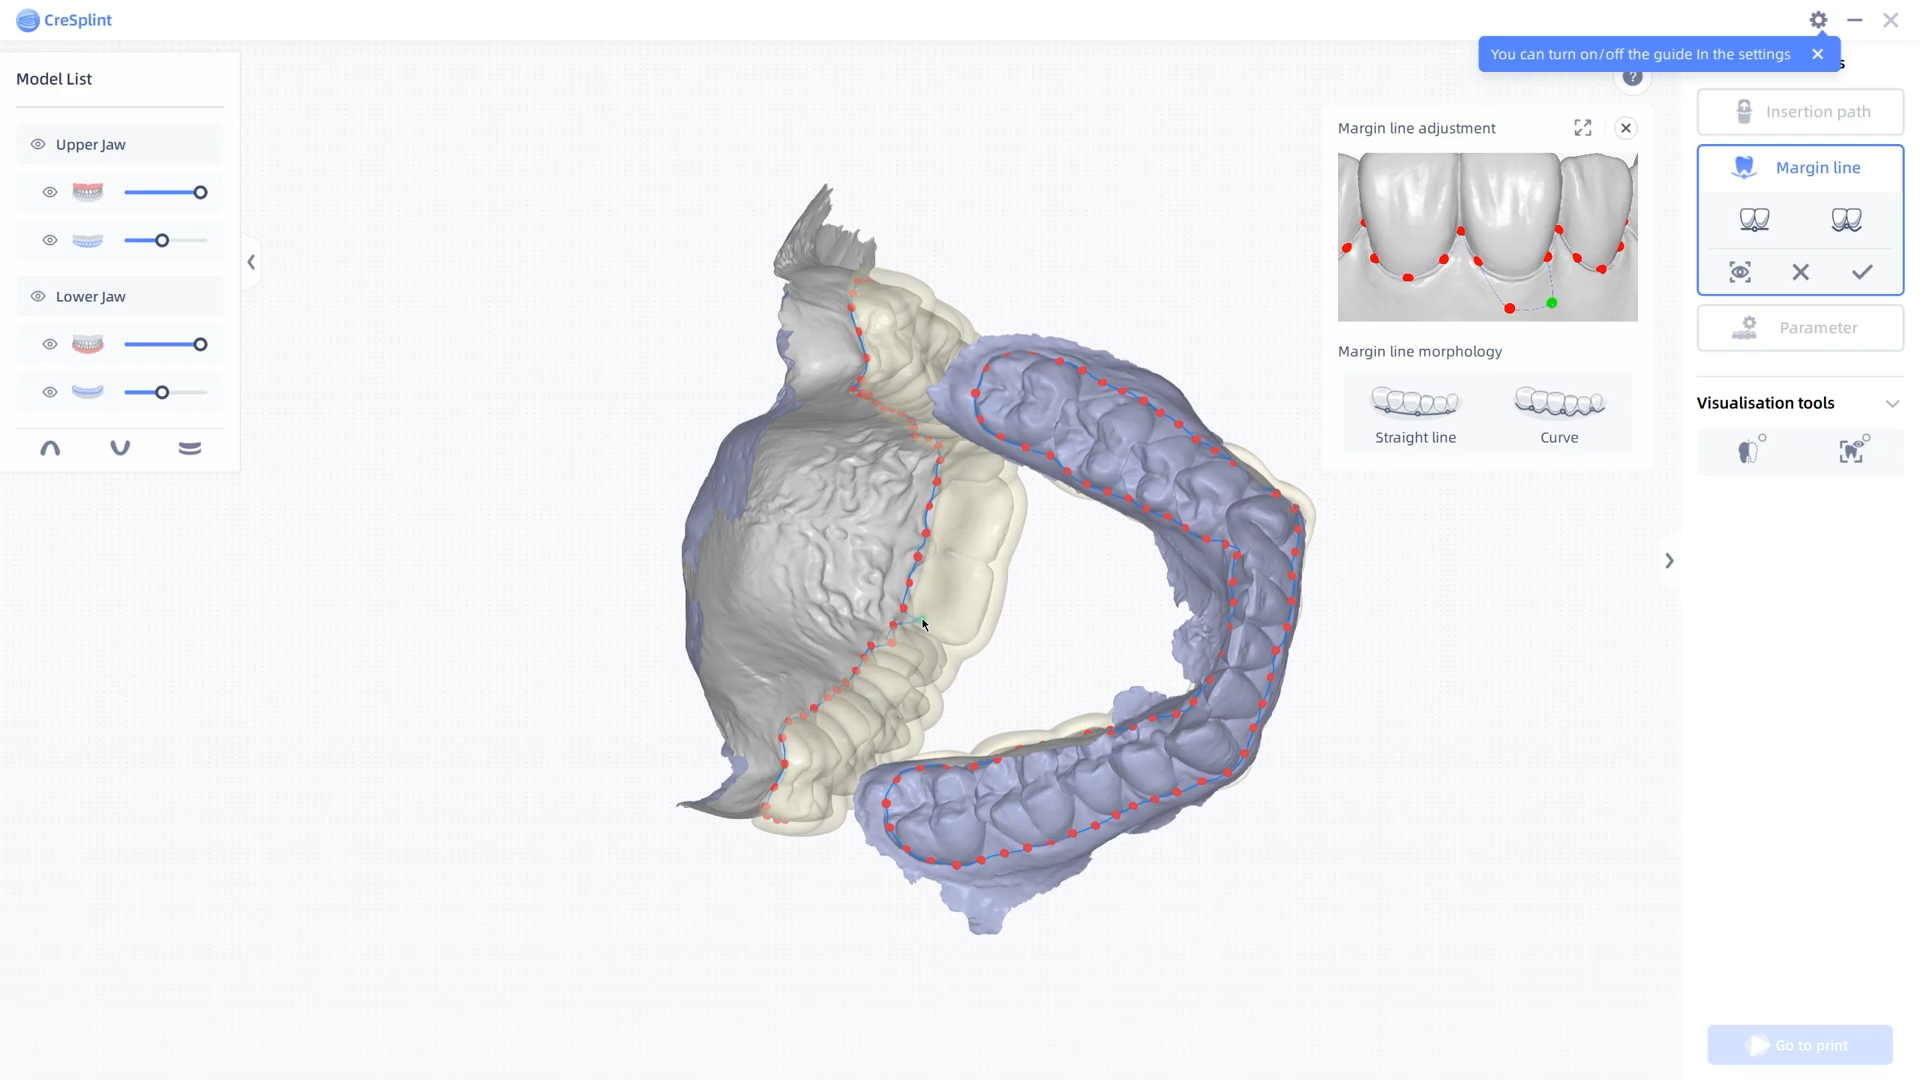 CreSplint
You can turn on/off the guide In the settings
s
Model List
Upper Jaw
Lower Jaw
?
Margin line adjustment
Margin line morphology
Straight line
Curve
Insertion path
Margin line
Parameter
Visualisation tools
Go to print